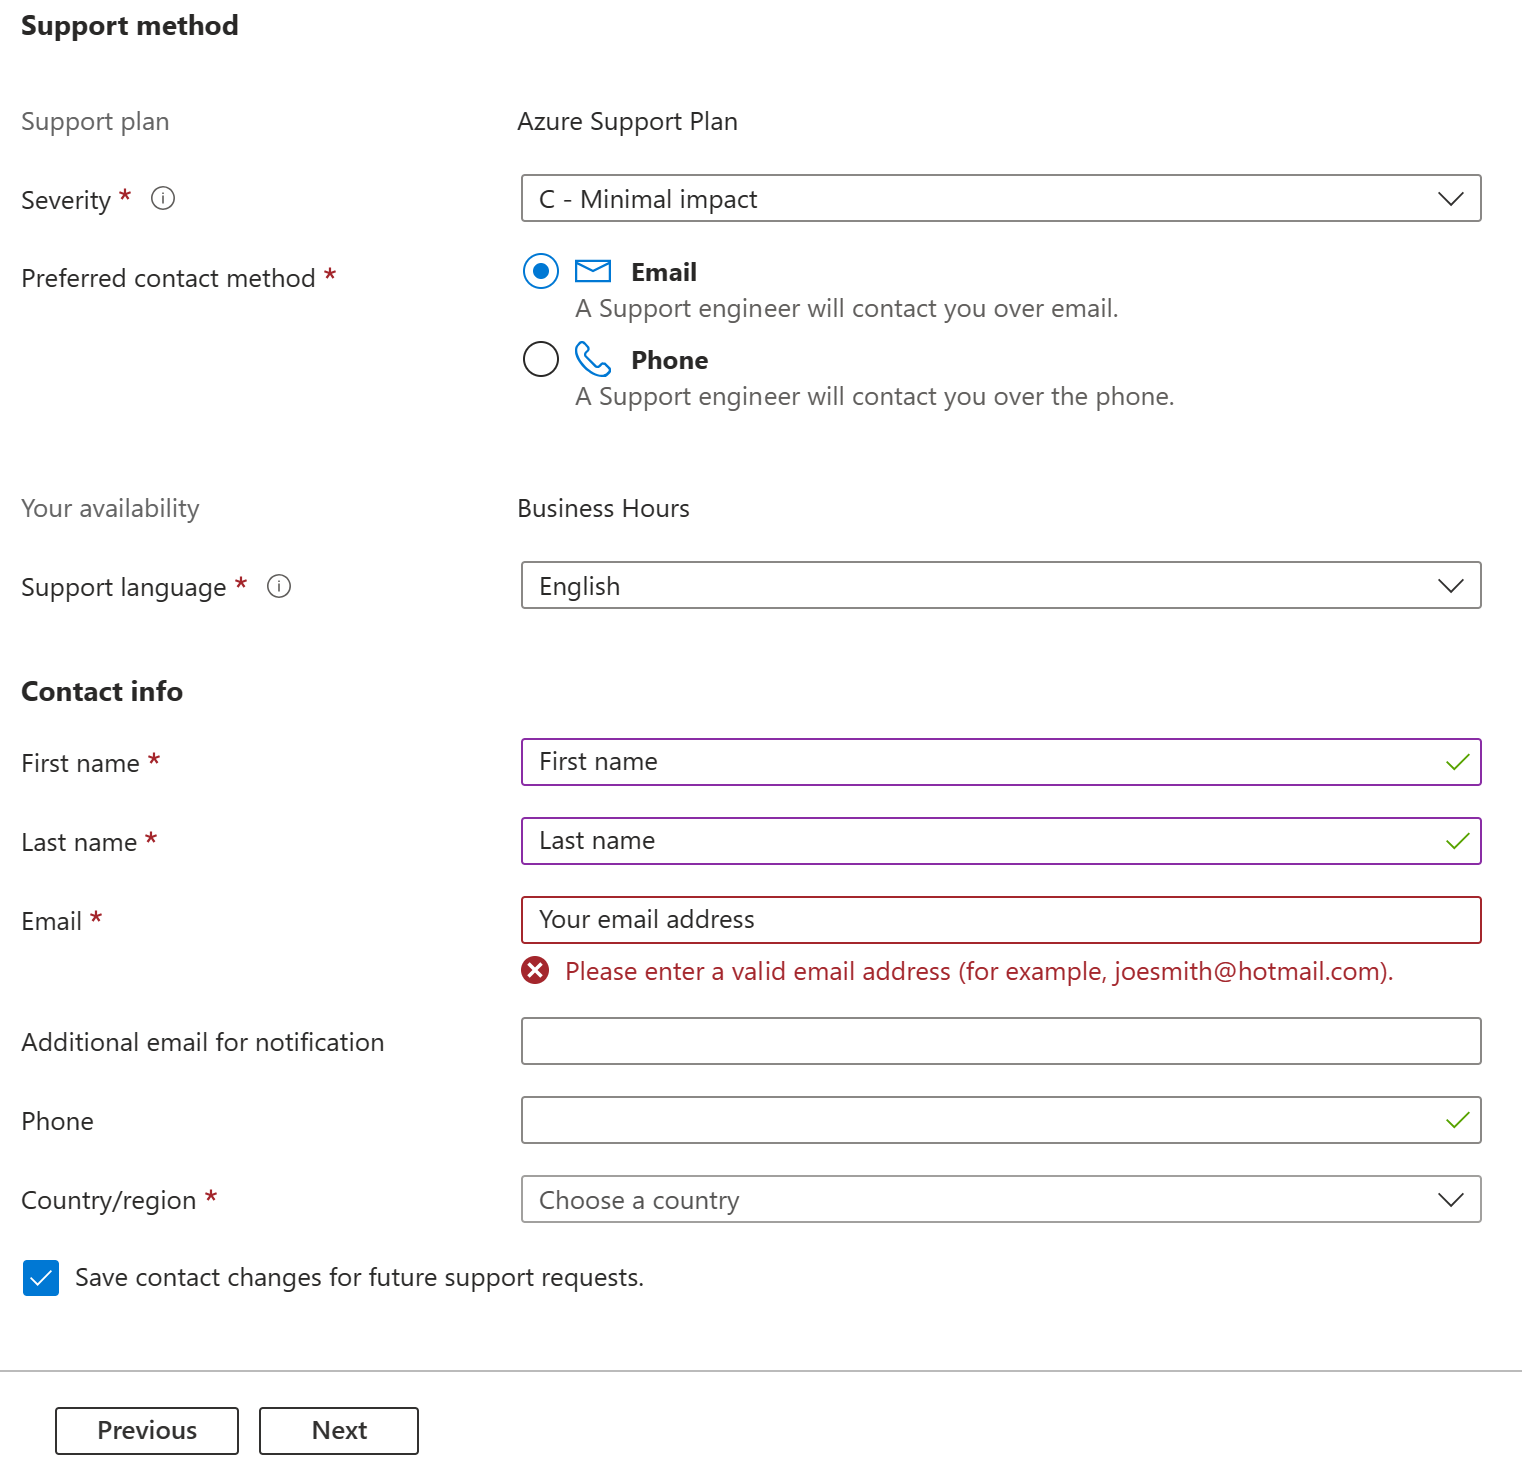 Support method
Support plan Azure Support Plan
Severity * C - Minimal impact
Preferred contact method * Email
A Support engineer will contact you over email.
Phone
A Support engineer will contact you over the phone.
Your availability Business Hours
Support language * English
Contact info
First name * First name
Last name * Last name
Email * Your email address
Please enter a valid email address (for example, joesmith@hotmail.com).
Additional email for notification
Phone
Country/region * Choose a country
Save contact changes for future support requests.
Previous Next